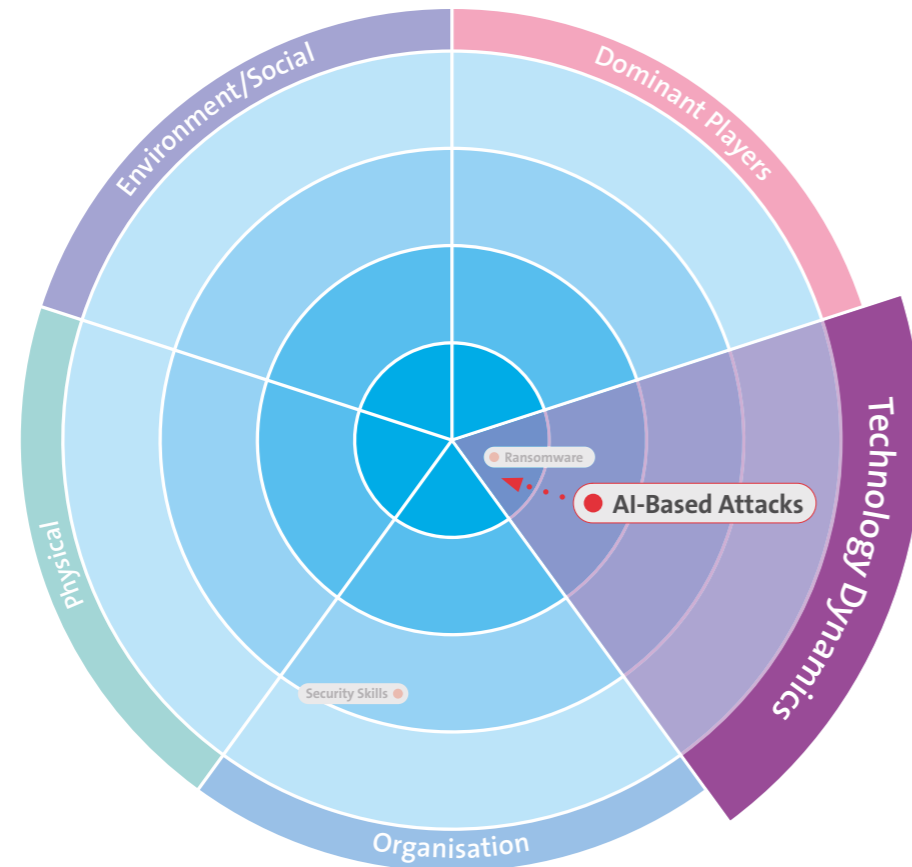 Environment/Social
Dominant Players
Technology Dynamics
Ransomware
AI-Based Attacks
Physical
Security Skills
Organisation